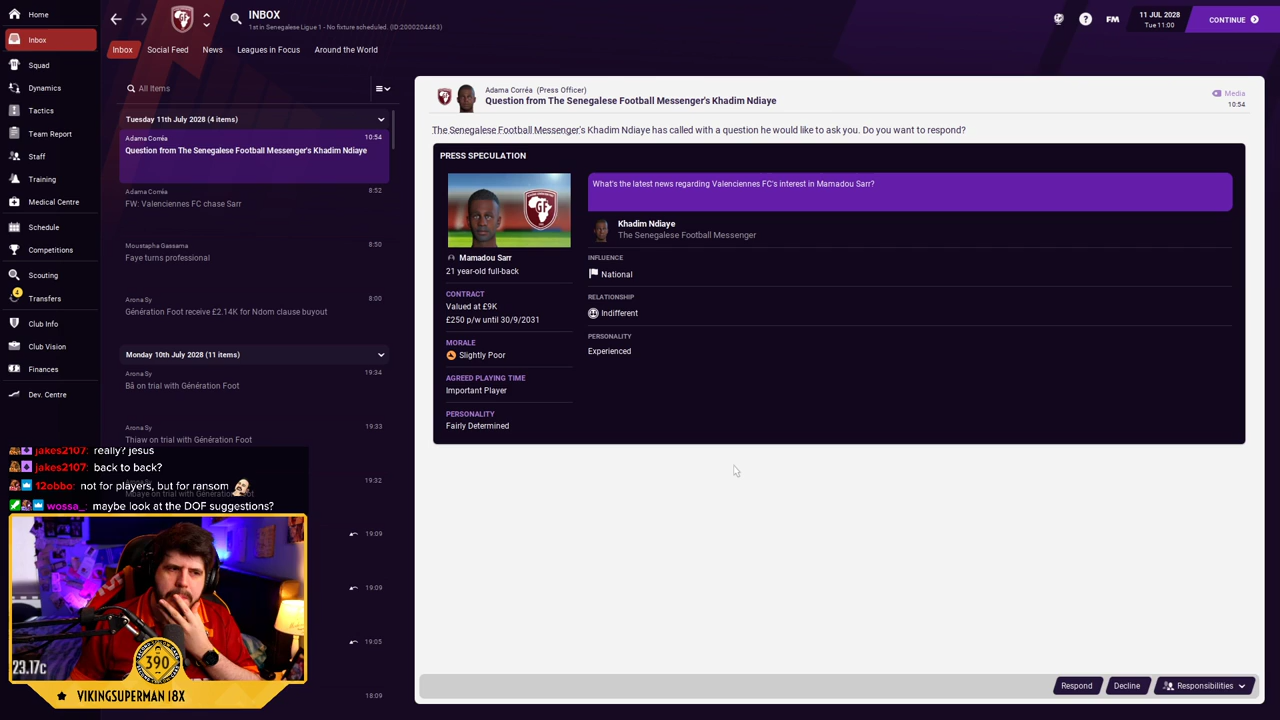 Home
Inbox
Squad
Dynamics
Tactics
Team Report
Staff
Training
Medical Centre
Schedule
Competitions
Scouting
4
Transfers
Club Info
Club Vision
Finances
Dev. Centre
INBOX
1st in Senegalese Ligue 1 - No fixture scheduled. (ID:2000204463)
FM
11 JUL 2028
Tue 11:00
CONTINUE
Inbox
Social Feed
News
Leagues in Focus
Around the World
All Items
Tuesday 11th July 2028 (4 items)
Adama Corréa
10:54
Question from The Senegalese Football Messenger's Khadim Ndiaye
Adama Corréa
8:52
FW: Valenciennes FC chase Sarr
Moustapha Gassama
8:50
Faye turns professional
Arona Sy
8:00
Génération Foot receive £2.14K for Ndom clause buyout
Monday 10th July 2028 (11 items)
Arona Sy
19:34
Bâ on trial with Génération Foot
Arona Sy
19:33
Thiaw on trial with Génération Foot
19:32
Mbaye on trial with Génération Foot
19:09
19:09
19:05
18:09
Adama Corréa (Press Officer)
Question from The Senegalese Football Messenger's Khadim Ndiaye
Media
10:54
The Senegalese Football Messenger's Khadim Ndiaye has called with a question he would like to ask you. Do you want to respond?
PRESS SPECULATION
GF
Mamadou Sarr
21 year-old full-back
CONTRACT
Valued at £9K
£250 p/w until 30/9/2031
MORALE
Slightly Poor
AGREED PLAYING TIME
Important Player
PERSONALITY
Fairly Determined
What's the latest news regarding Valenciennes FC's interest in Mamadou Sarr?
Khadim Ndiaye
The Senegalese Football Messenger
INFLUENCE
National
RELATIONSHIP
Indifferent
PERSONALITY
Experienced
Respond
Decline
Responsibilities
jakes2107: really? jesus
jakes2107: back to back?
12obbo: not for players, but for ransom
wossa_: maybe look at the DOF suggestions?
23.17c
390
VIKINGSUPERMAN 18X